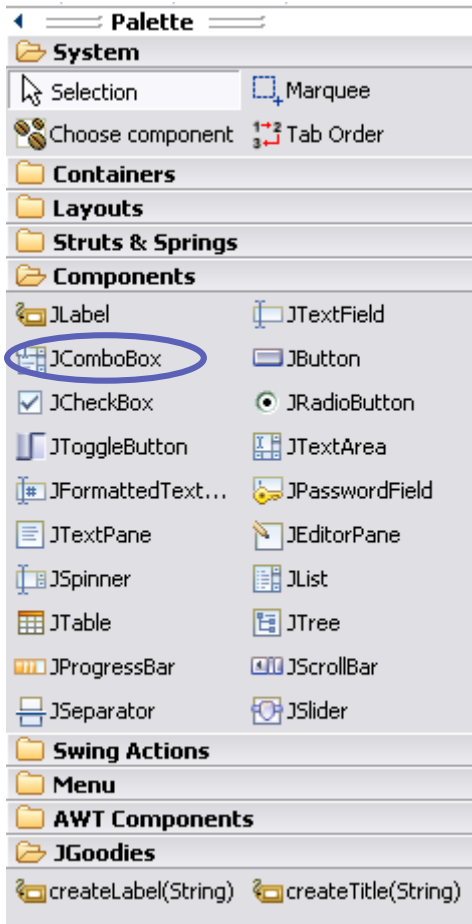 Palette
System
Selection Marquee
Choose component Tab Order
Containers
Layouts
Struts & Springs
Components
JLabel JTextField
JComboBox JButton
JCheckBox JRadioButton
JToggleButton JTextArea
JFormattedText... JPasswordField
JTextPane JEditorPane
JSpinner JList
JTable JTree
JProgressBar JScrollBar
JSeparator JSlider
Swing Actions
Menu
AWT Components
JGoodies
createLabel(String) createTitle(String)